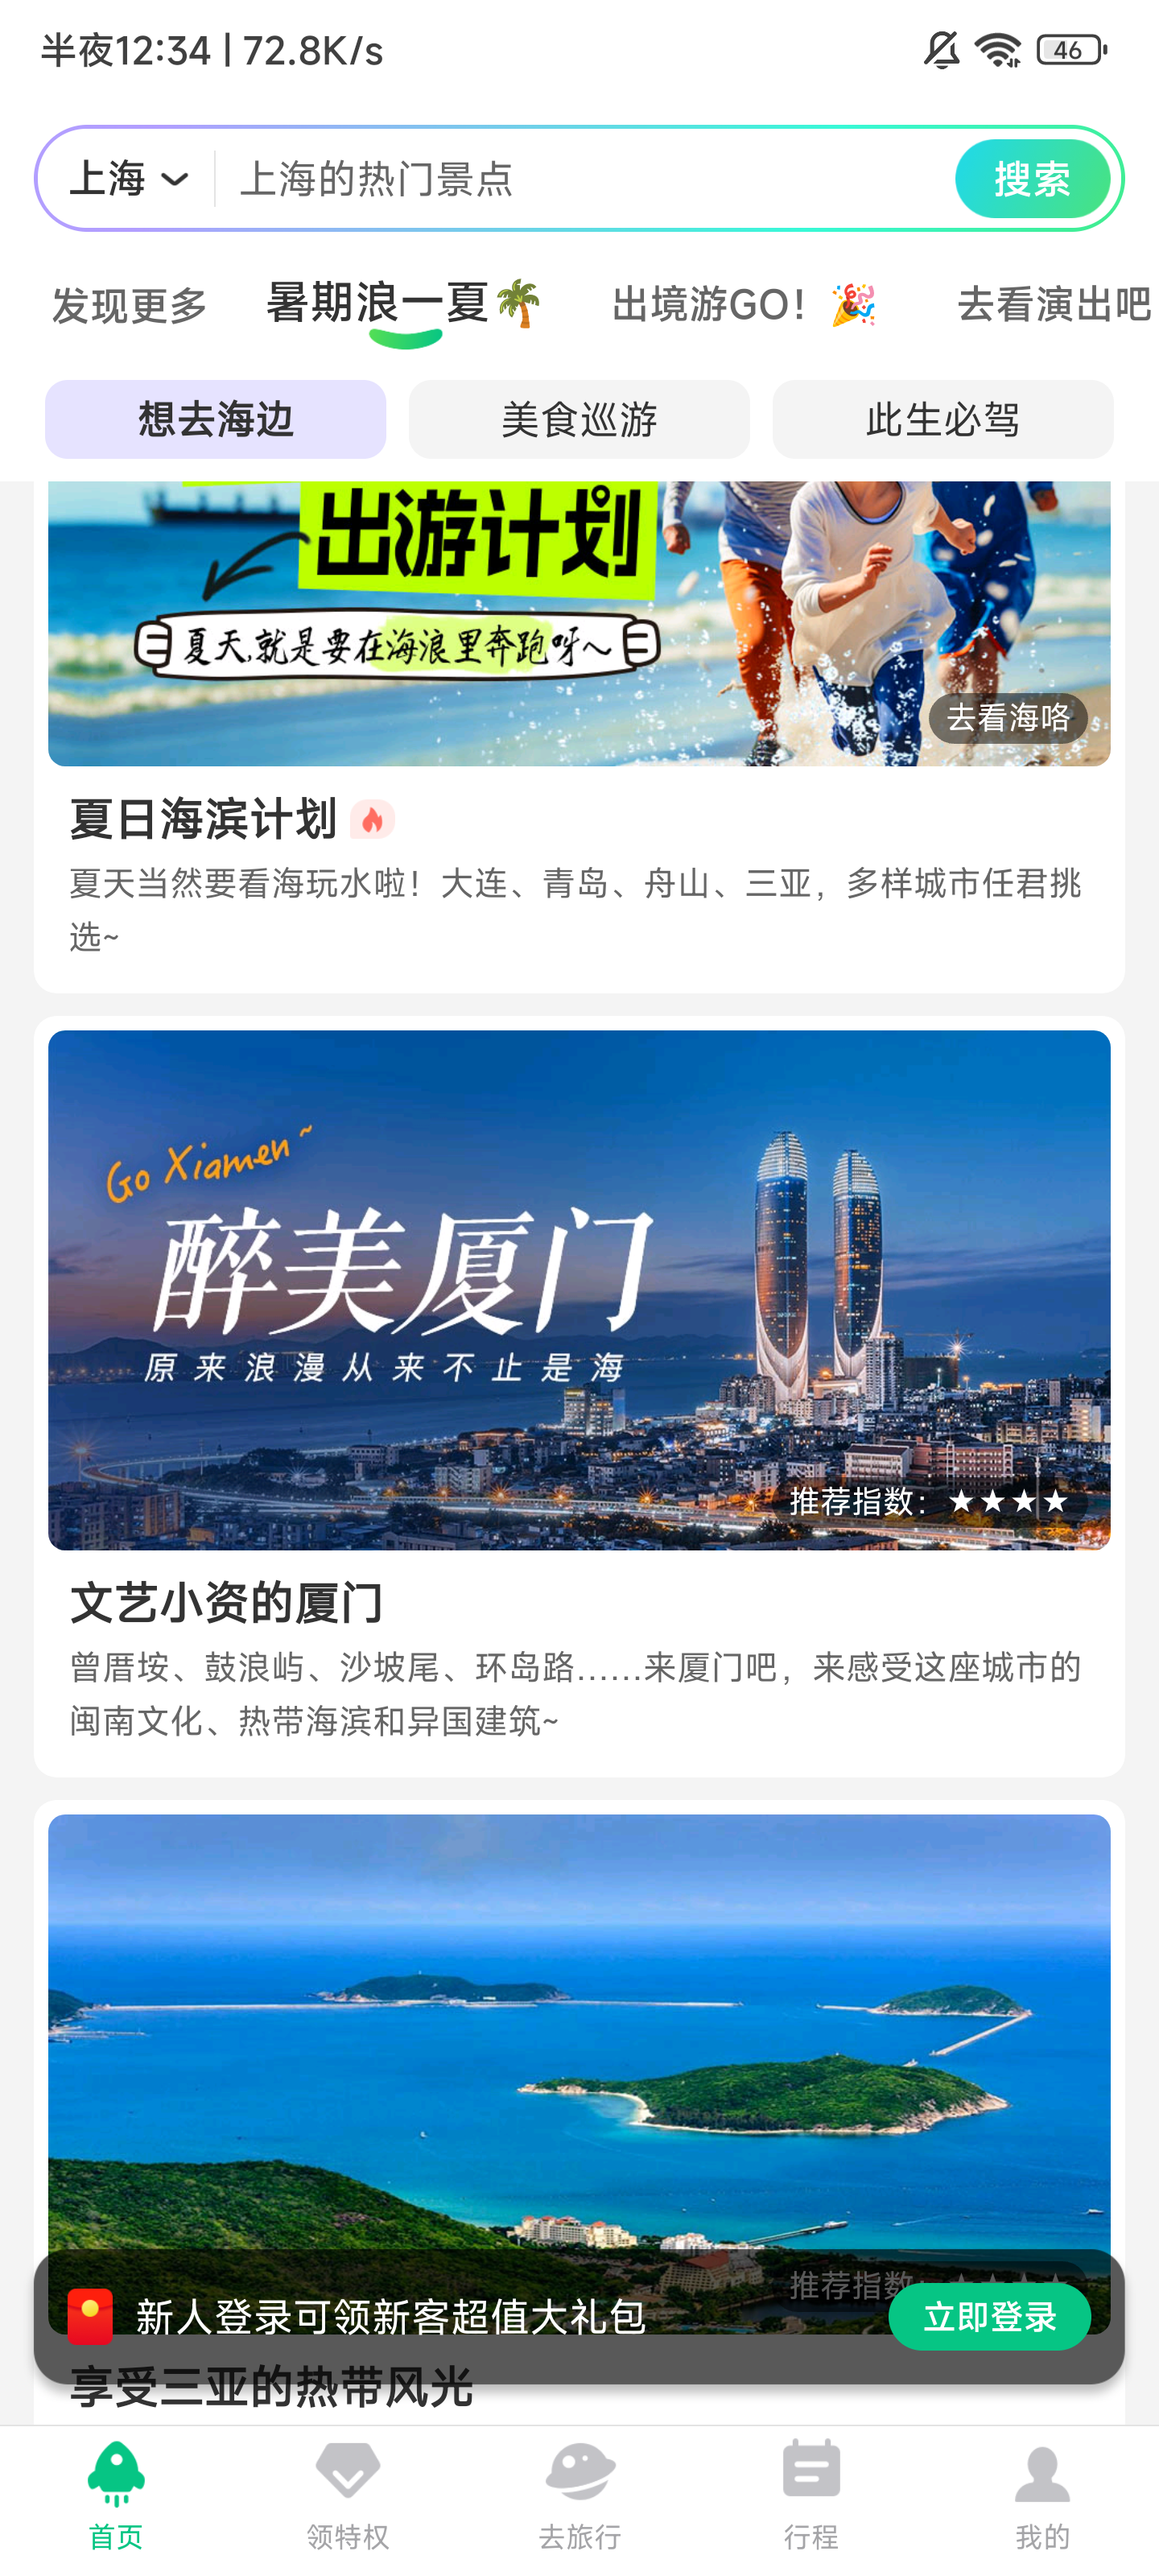 半夜12:34 | 72.8K/s
46
上海
上海的热门景点
搜索
发现更多
暑期浪一夏🌴
出境游GO！🎉
去看演出吧
想去海边
美食巡游
此生必驾
出游计划
夏天,就是要在海浪里奔跑呀~
去看海咯
夏日海滨计划
夏天当然要看海玩水啦！大连、青岛、舟山、三亚，多样城市任君挑
选~
Go Xiamen~
醉美厦门
原来浪漫从来不止是海
推荐指数：★★★★
文艺小资的厦门
曾厝垵、鼓浪屿、沙坡尾、环岛路......来厦门吧，来感受这座城市的
闽南文化、热带海滨和异国建筑~
推荐指数
新人登录可领新客超值大礼包
立即登录
享受三亚的热带风光
首页
领特权
去旅行
行程
我的